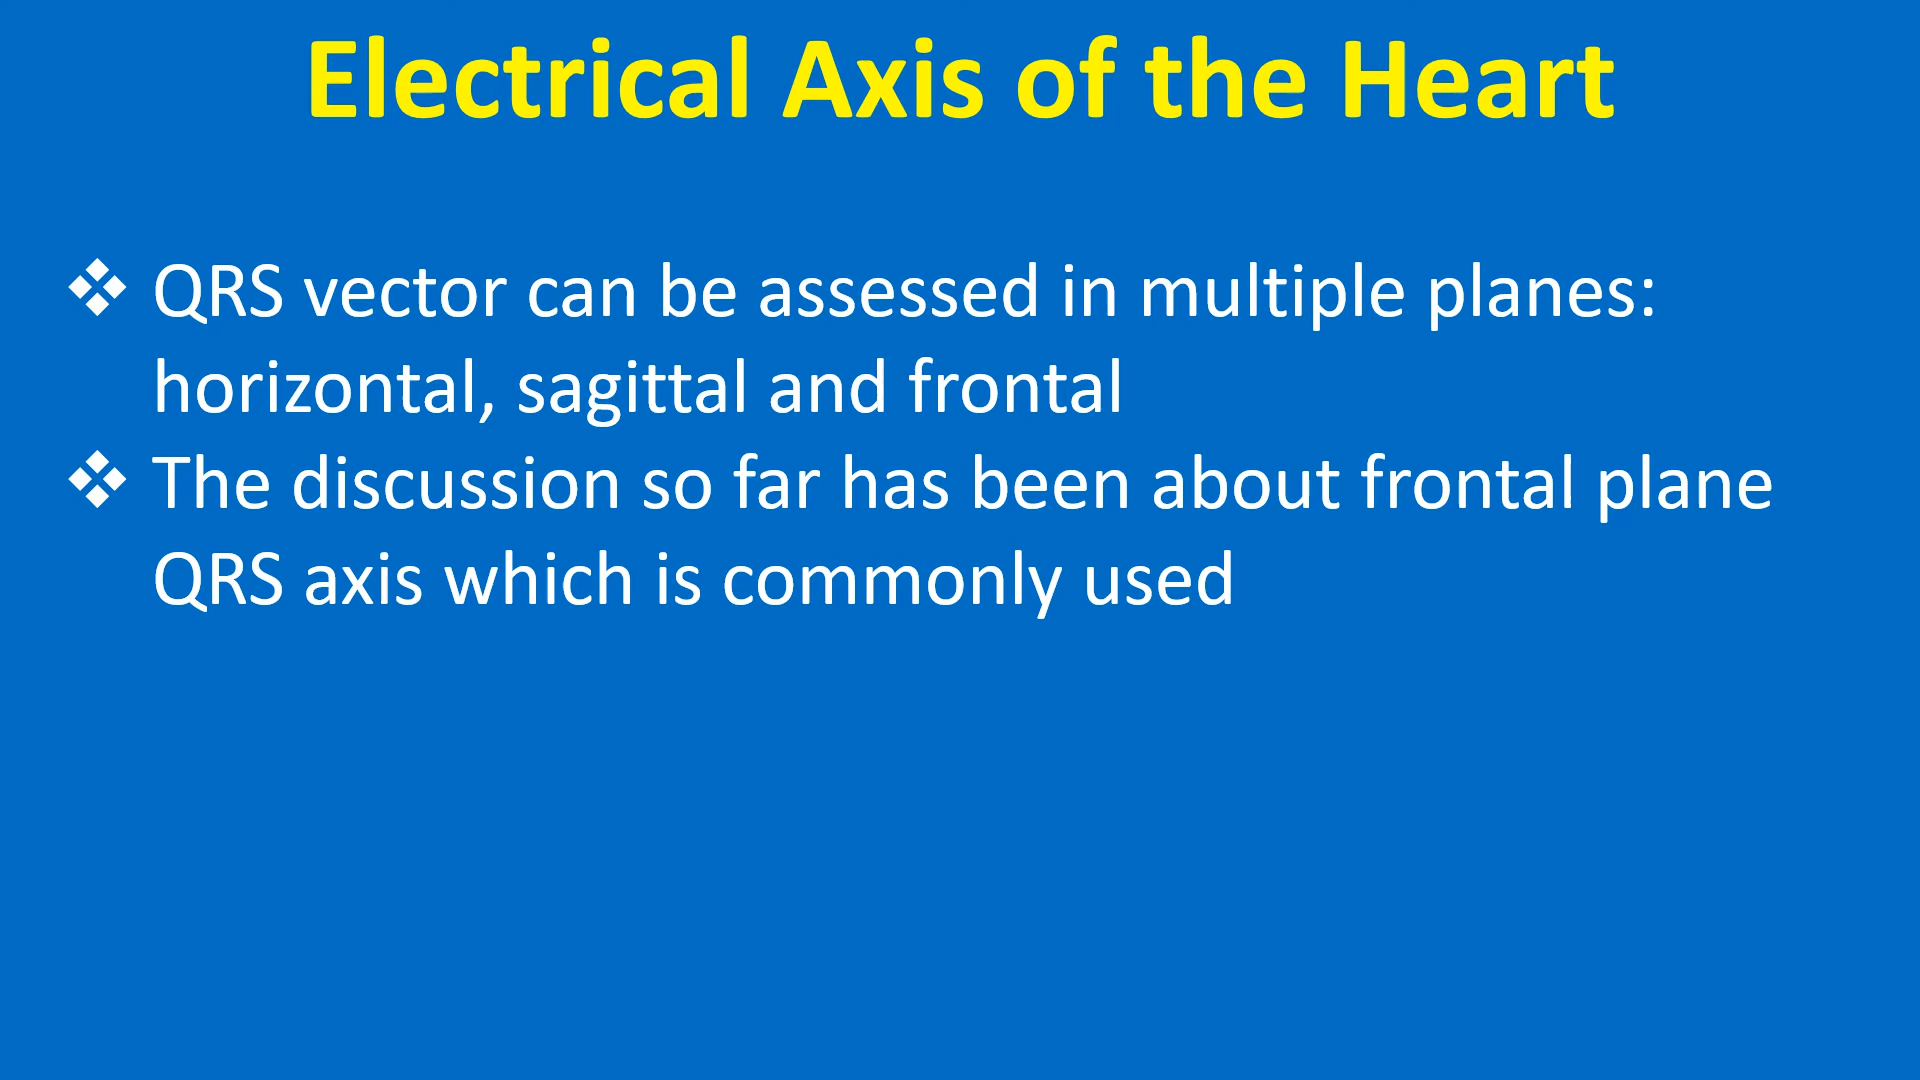 Electrical Axis of the Heart
❖ QRS vector can be assessed in multiple planes:
horizontal, sagittal and frontal
❖ The discussion so far has been about frontal plane
QRS axis which is commonly used